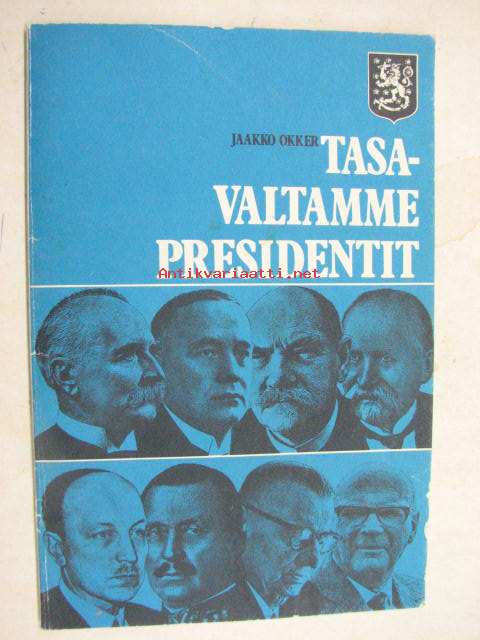 JAAKKO OKKER TASA-
VALTAMME
PRESIDENTIT
Antikvariaatti.net